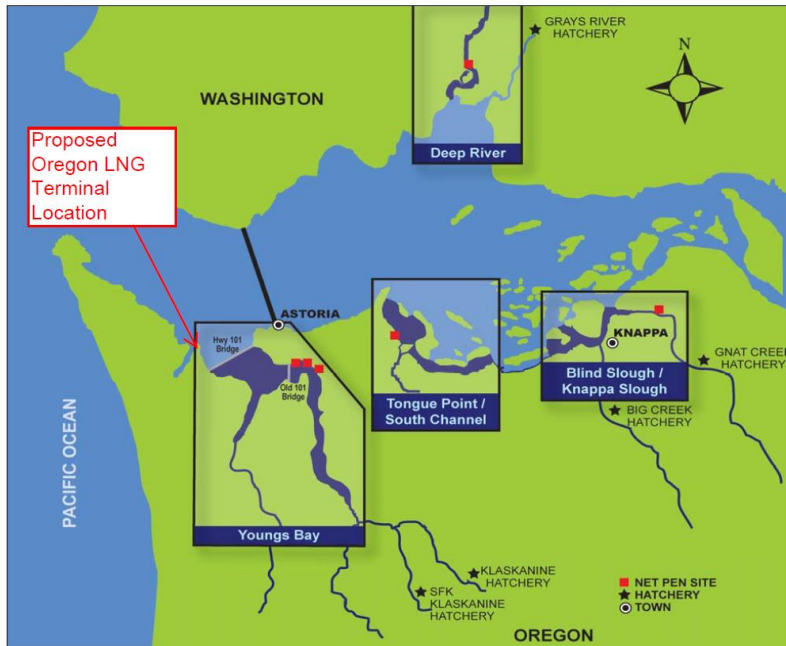 GRAYS RIVER
HATCHERY
N
WASHINGTON
Proposed
Oregon LNG
Terminal
Location
Deep River
ASTORIA
Hwy 101
Bridge
Old 101
Bridge
KNAPPA
GNAT CREEK
HATCHERY
Blind Slough /
Knappa Slough
Tongue Point /
South Channel
BIG CREEK
HATCHERY
PACIFIC OCEAN
Youngs Bay
KLASKANINE
HATCHERY
SFK
KLASKANINE
HATCHERY
NET PEN SITE
HATCHERY
TOWN
OREGON